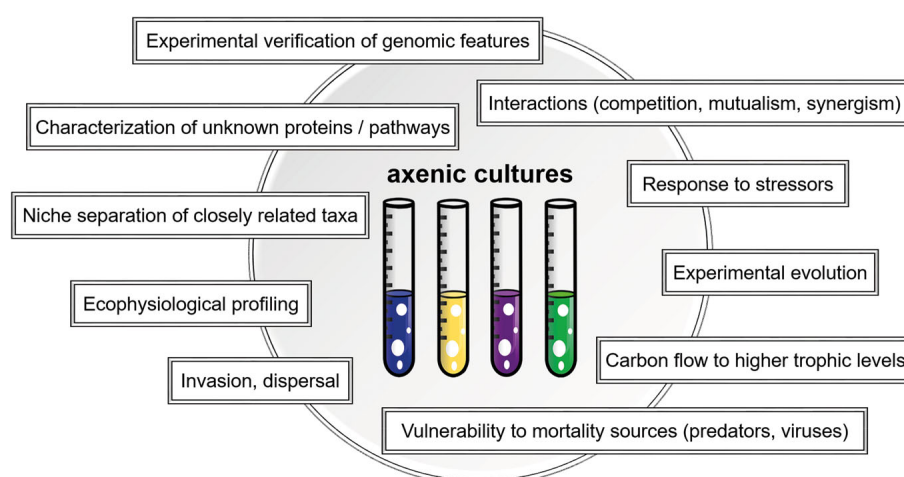 Experimental verification of genomic features
Interactions (competition, mutualism, synergism)
Characterization of unknown proteins / pathways
axenic cultures
Response to stressors
Niche separation of closely related taxa
Experimental evolution
Ecophysiological profiling
Carbon flow to higher trophic levels
Invasion, dispersal
Vulnerability to mortality sources (predators, viruses)